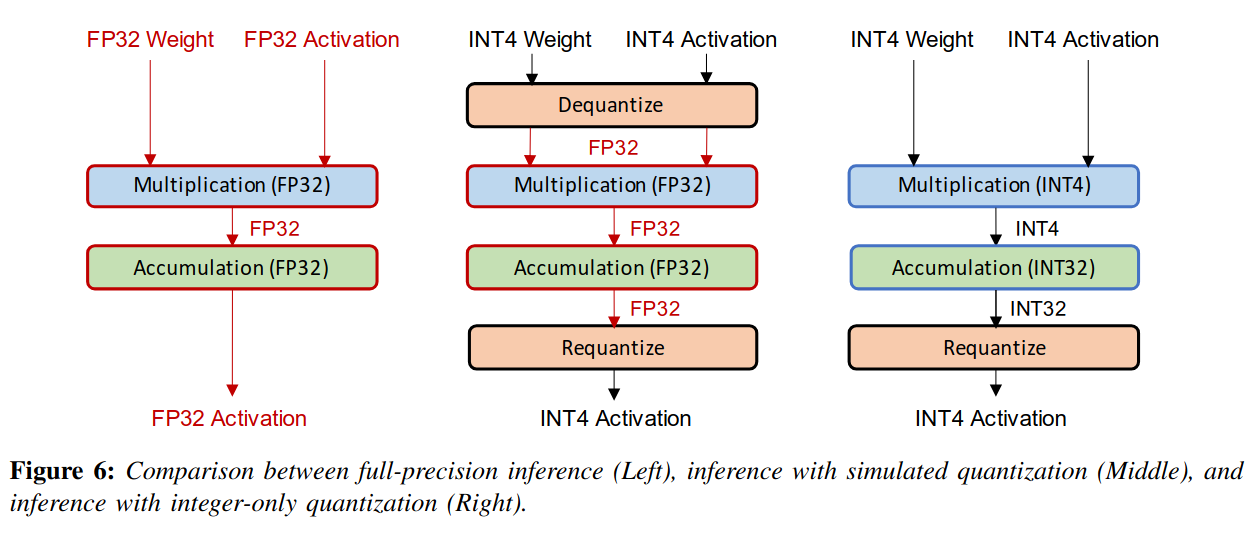 FP32 Weight FP32 Activation
INT4 Weight INT4 Activation
INT4 Weight INT4 Activation
Dequantize
FP32
Multiplication (FP32)
Multiplication (FP32)
Multiplication (INT4)
FP32
FP32
INT4
Accumulation (FP32)
Accumulation (FP32)
Accumulation (INT32)
FP32
INT32
Requantize
Requantize
FP32 Activation
INT4 Activation
INT4 Activation
Figure 6: Comparison between full-precision inference (Left), inference with simulated quantization (Middle), and
inference with integer-only quantization (Right).